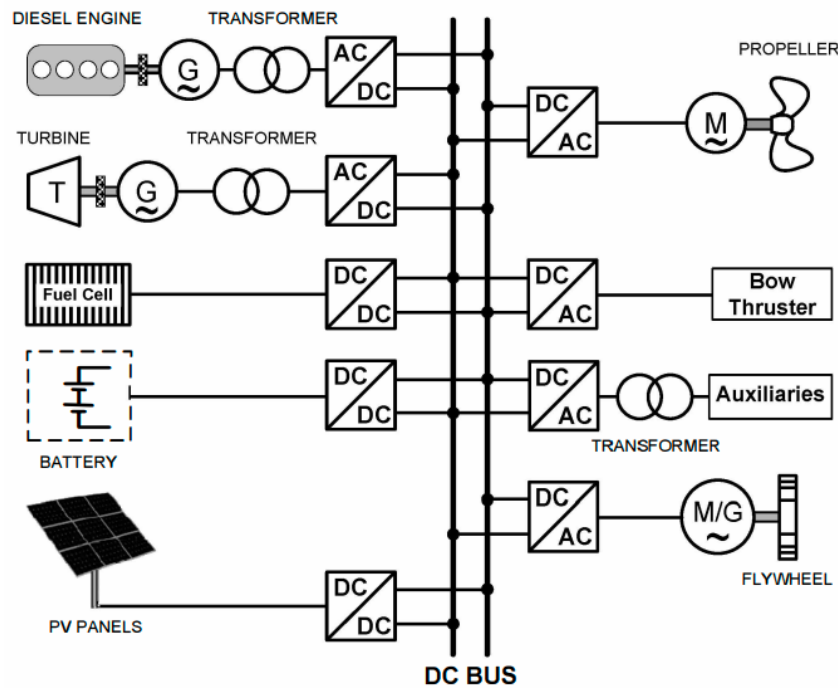 DIESEL ENGINE
TRANSFORMER
G
~
AC
DC
PROPELLER
DC
AC
M
~
TURBINE
TRANSFORMER
T
G
~
AC
DC
Fuel Cell
DC
DC
DC
AC
Bow
Thruster
BATTERY
DC
DC
DC
AC
TRANSFORMER
Auxiliaries
DC
AC
M/G
~
FLYWHEEL
PV PANELS
DC
DC
DC BUS